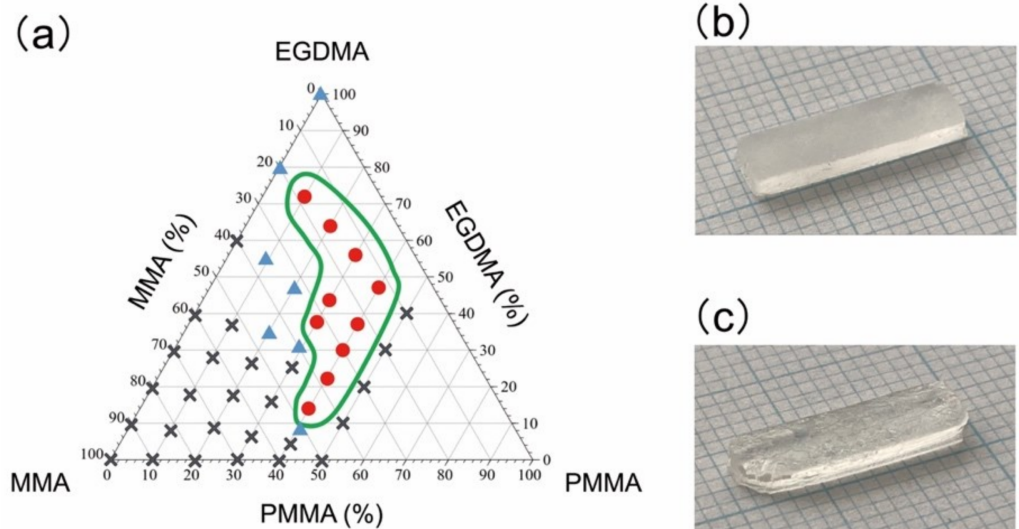 (a)
EGDMA
0 100
10 90
20 80
30 70
40 60
50 50
60 40
70 30
80 20
90 10
100 0
MMA (%)
EGDMA (%)
0 10 20 30 40 50 60 70 80 90 100
MMA
PMMA
PMMA (%)
(b)
(c)